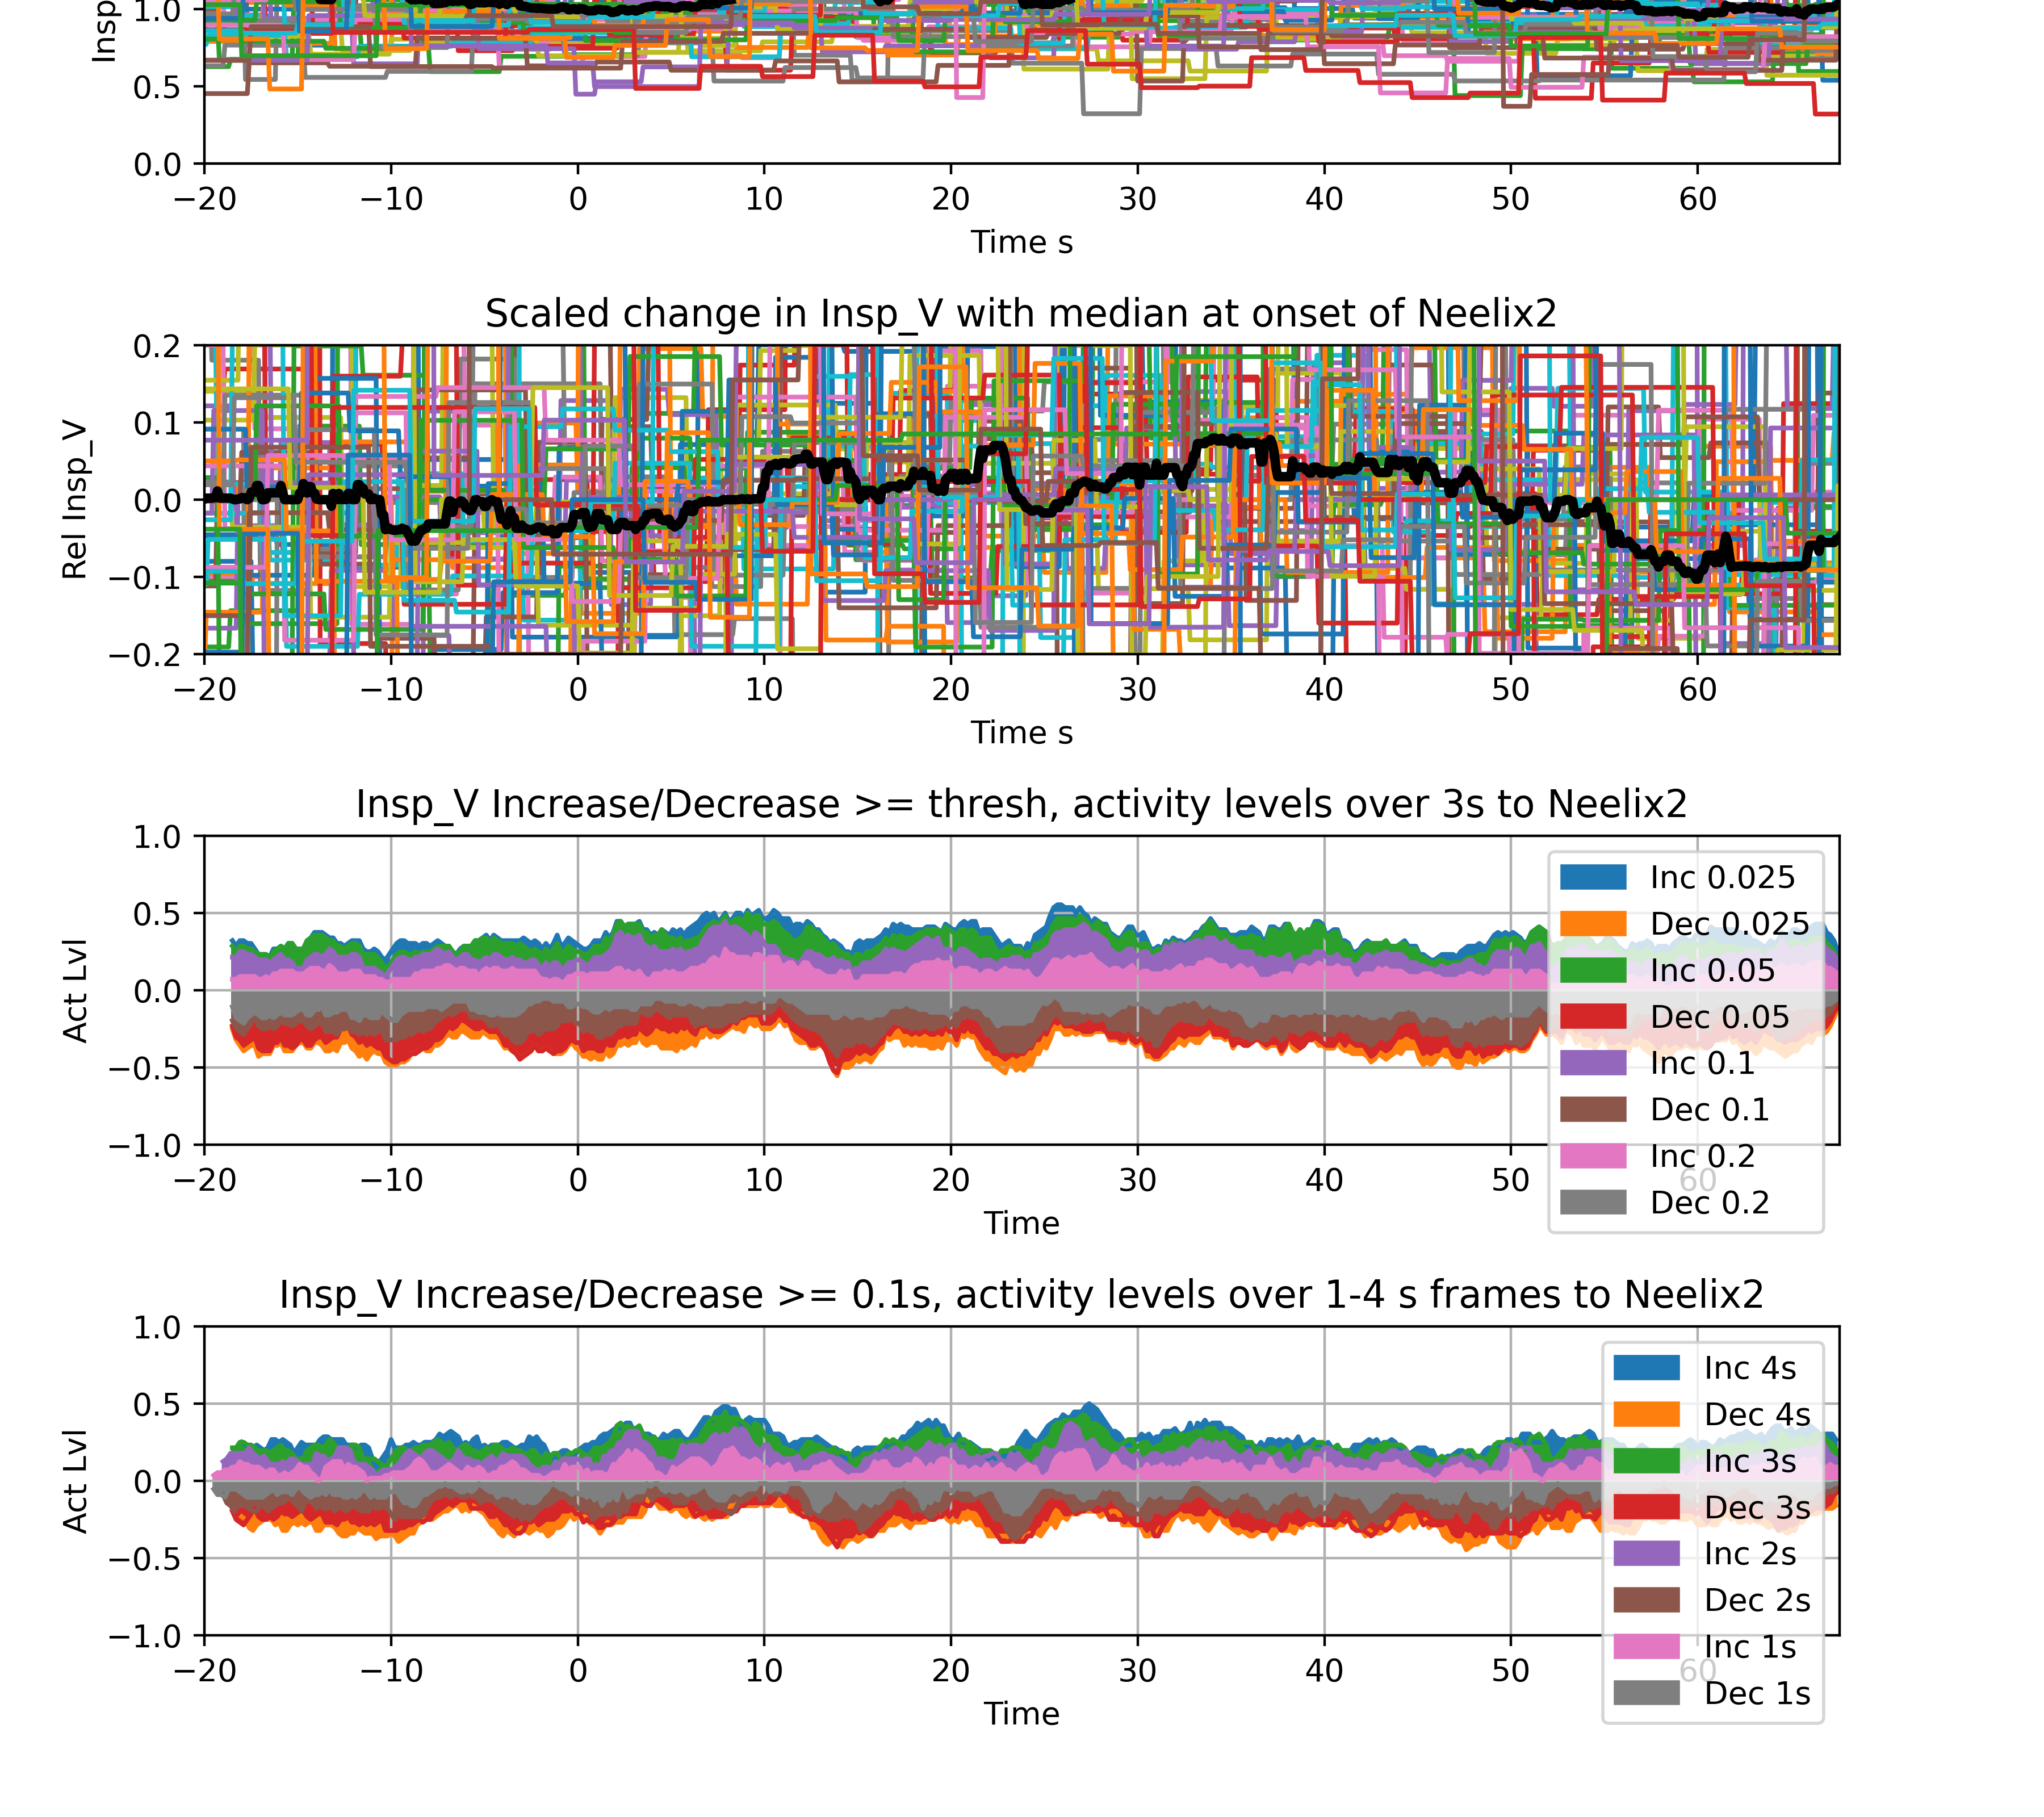 1.0
Insp
0.5
0.0
−20 −10 0 10 20 30 40 50 60
Time s
Scaled change in Insp_V with median at onset of Neelix2
0.2
0.1
Rel Insp_V
0.0
−0.1
−0.2
−20 −10 0 10 20 30 40 50 60
Time s
Insp_V Increase/Decrease >= thresh, activity levels over 3s to Neelix2
1.0
0.5
Act Lvl
0.0
−0.5
−1.0
−20 −10 0 10 20 30 40 50 60
Time
Inc 0.025
Dec 0.025
Inc 0.05
Dec 0.05
Inc 0.1
Dec 0.1
Inc 0.2
Dec 0.2
Insp_V Increase/Decrease >= 0.1s, activity levels over 1-4 s frames to Neelix2
1.0
0.5
Act Lvl
0.0
−0.5
−1.0
−20 −10 0 10 20 30 40 50 60
Time
Inc 4s
Dec 4s
Inc 3s
Dec 3s
Inc 2s
Dec 2s
Inc 1s
Dec 1s